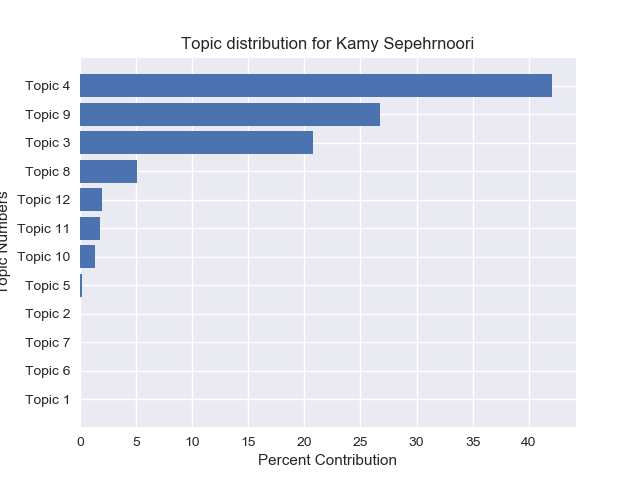 Topic distribution for Kamy Sepehrnoori
Topic 4
Topic 9
Topic 3
Topic 8
Topic 12
Topic 11
Topic 10
Topic 5
Topic 2
Topic 7
Topic 6
Topic 1
Topic Numbers
0 5 10 15 20 25 30 35 40
Percent Contribution